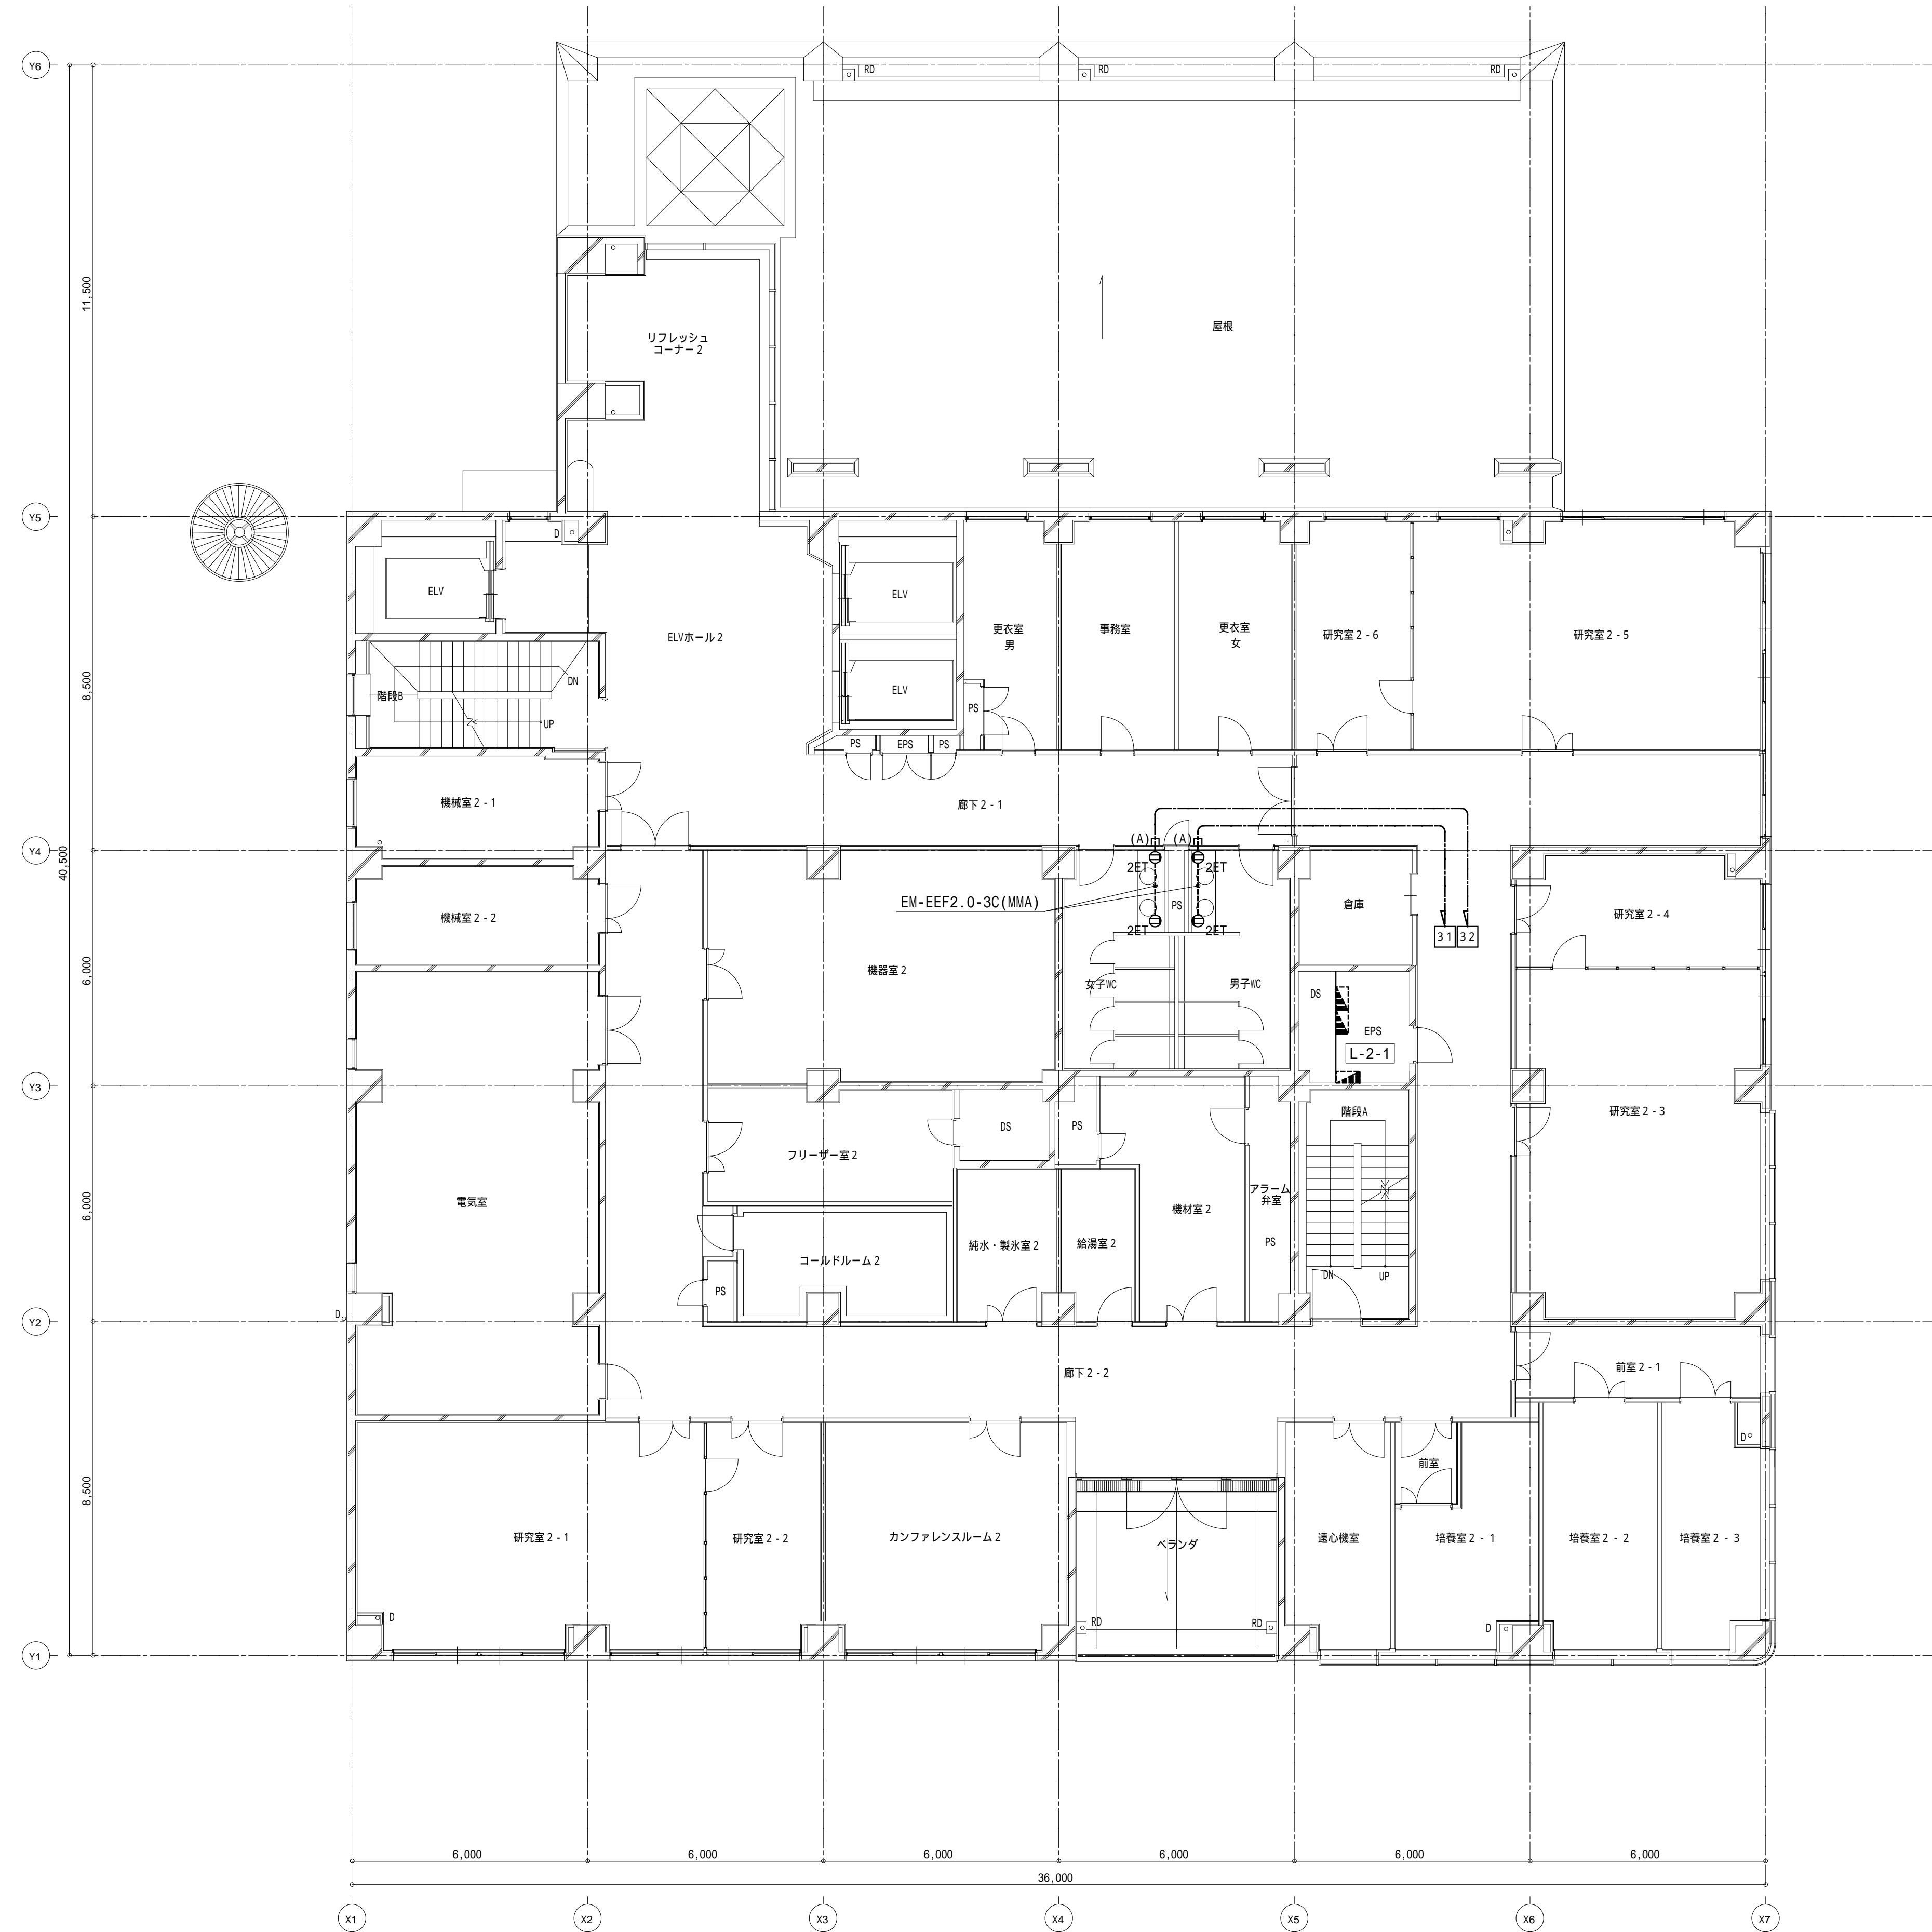 Y6
RD
RD
RD
11,500
リフレッシュ
コーナー2
屋根
Y5
D
ELV
ELV
ELVホール2
更衣室
男
事務室
更衣室
女
研究室2-6
研究室2-5
8,500
階段B
DN
UP
ELV
PS
PS
EPS
PS
機械室2-1
廊下2-1
Y4
40,500
(A)
(A)
2ET
2ET
EM-EEF2.0-3C(MMA)
PS
倉庫
機械室2-2
2ET
2ET
31
32
研究室2-4
6,000
機器室2
女子WC
男子WC
DS
EPS
L-2-1
Y3
DS
PS
階段A
研究室2-3
フリーザー室2
電気室
6,000
アラーム
弁室
機材室2
純水・製氷室2
給湯室2
コールドルーム2
PS
PS
DN
UP
D
Y2
廊下2-2
前室2-1
D
8,500
前室
研究室2-1
研究室2-2
カンファレンスルーム2
ベランダ
遠心機室
培養室2-1
培養室2-2
培養室2-3
D
RD
RD
D
Y1
6,000
6,000
6,000
6,000
6,000
6,000
36,000
X1
X2
X3
X4
X5
X6
X7